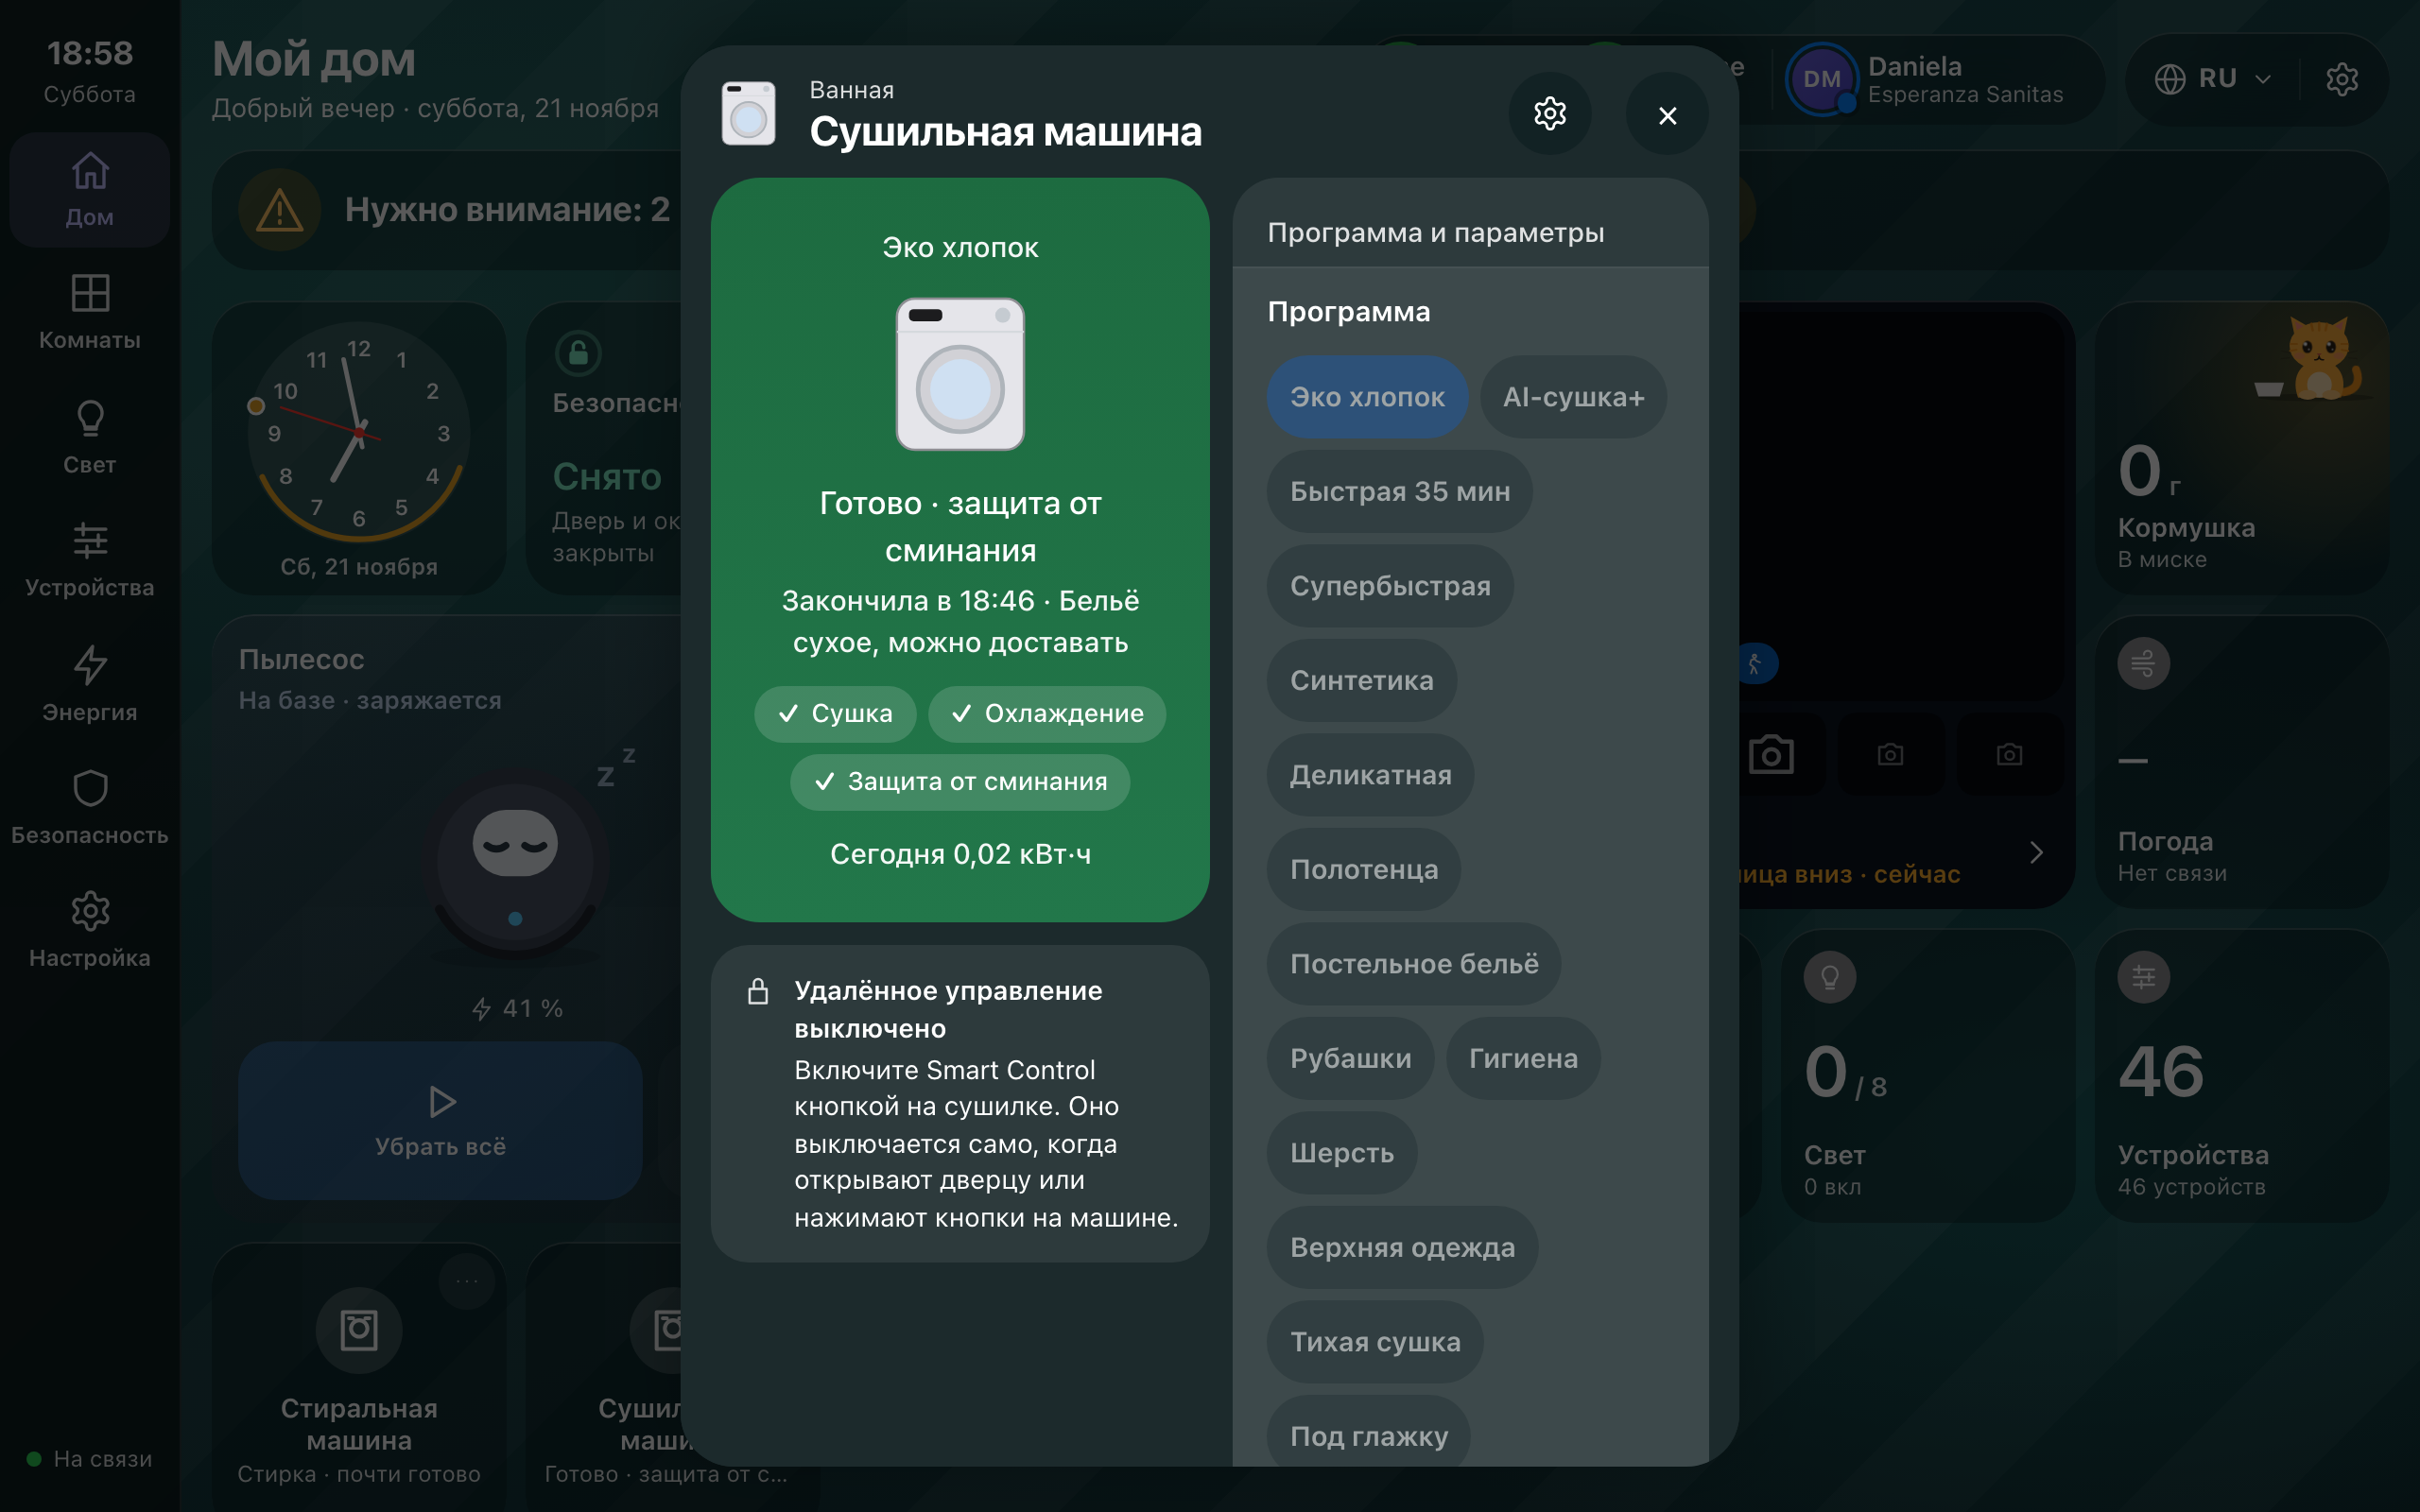 18:58
Суббота
Дом
Комнаты
Свет
Устройства
Энергия
Безопасность
Настройка
На связи
Мой дом
Добрый вечер · суббота, 21 ноября
DM
Daniela
Esperanza Sanitas
RU
Нужно внимание: 2
12
1
2
3
4
5
6
7
8
9
10
11
Сб, 21 ноября
Снято
закрыты
Пылесос
На базе · заряжается
z z
41 %
Убрать всё
Стиральная
машина
Стирка · почти готово
Готово · защита от с...
Ванная
Сушильная машина
Эко хлопок
Готово · защита от
сминания
Закончила в 18:46 · Бельё
сухое, можно доставать
Сушка
Охлаждение
Защита от сминания
Сегодня 0,02 кВт·ч
Удалённое управление
выключено
Включите Smart Control
кнопкой на сушилке. Оно
выключается само, когда
открывают дверцу или
нажимают кнопки на машине.
Программа и параметры
Программа
Эко хлопок
AI-сушка+
Быстрая 35 мин
Супербыстрая
Синтетика
Деликатная
Полотенца
Постельное бельё
Рубашки
Гигиена
Шерсть
Верхняя одежда
Тихая сушка
Под глажку
вниз · сейчас
0 г
Кормушка
В миске
–
Погода
Нет связи
0 / 8
Свет
0 вкл
46
Устройства
46 устройств